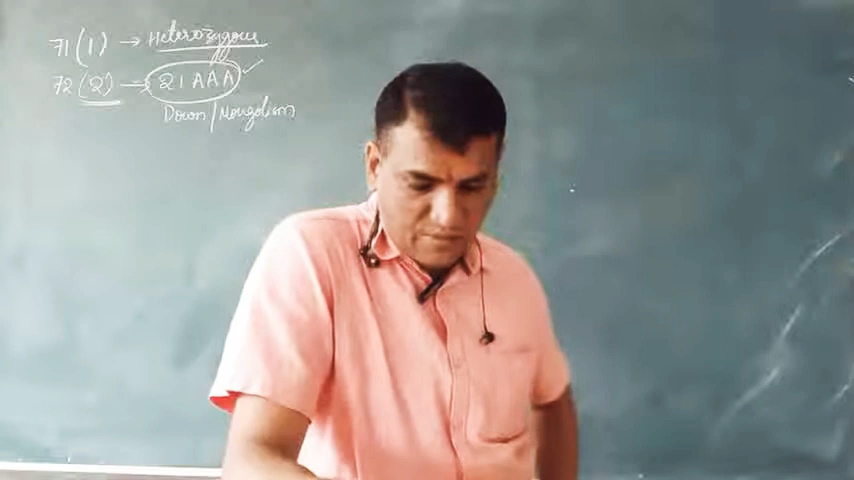 71 (1) → Heterozygous
72 (2) → 21 AAA ✓
Down / Mongolism